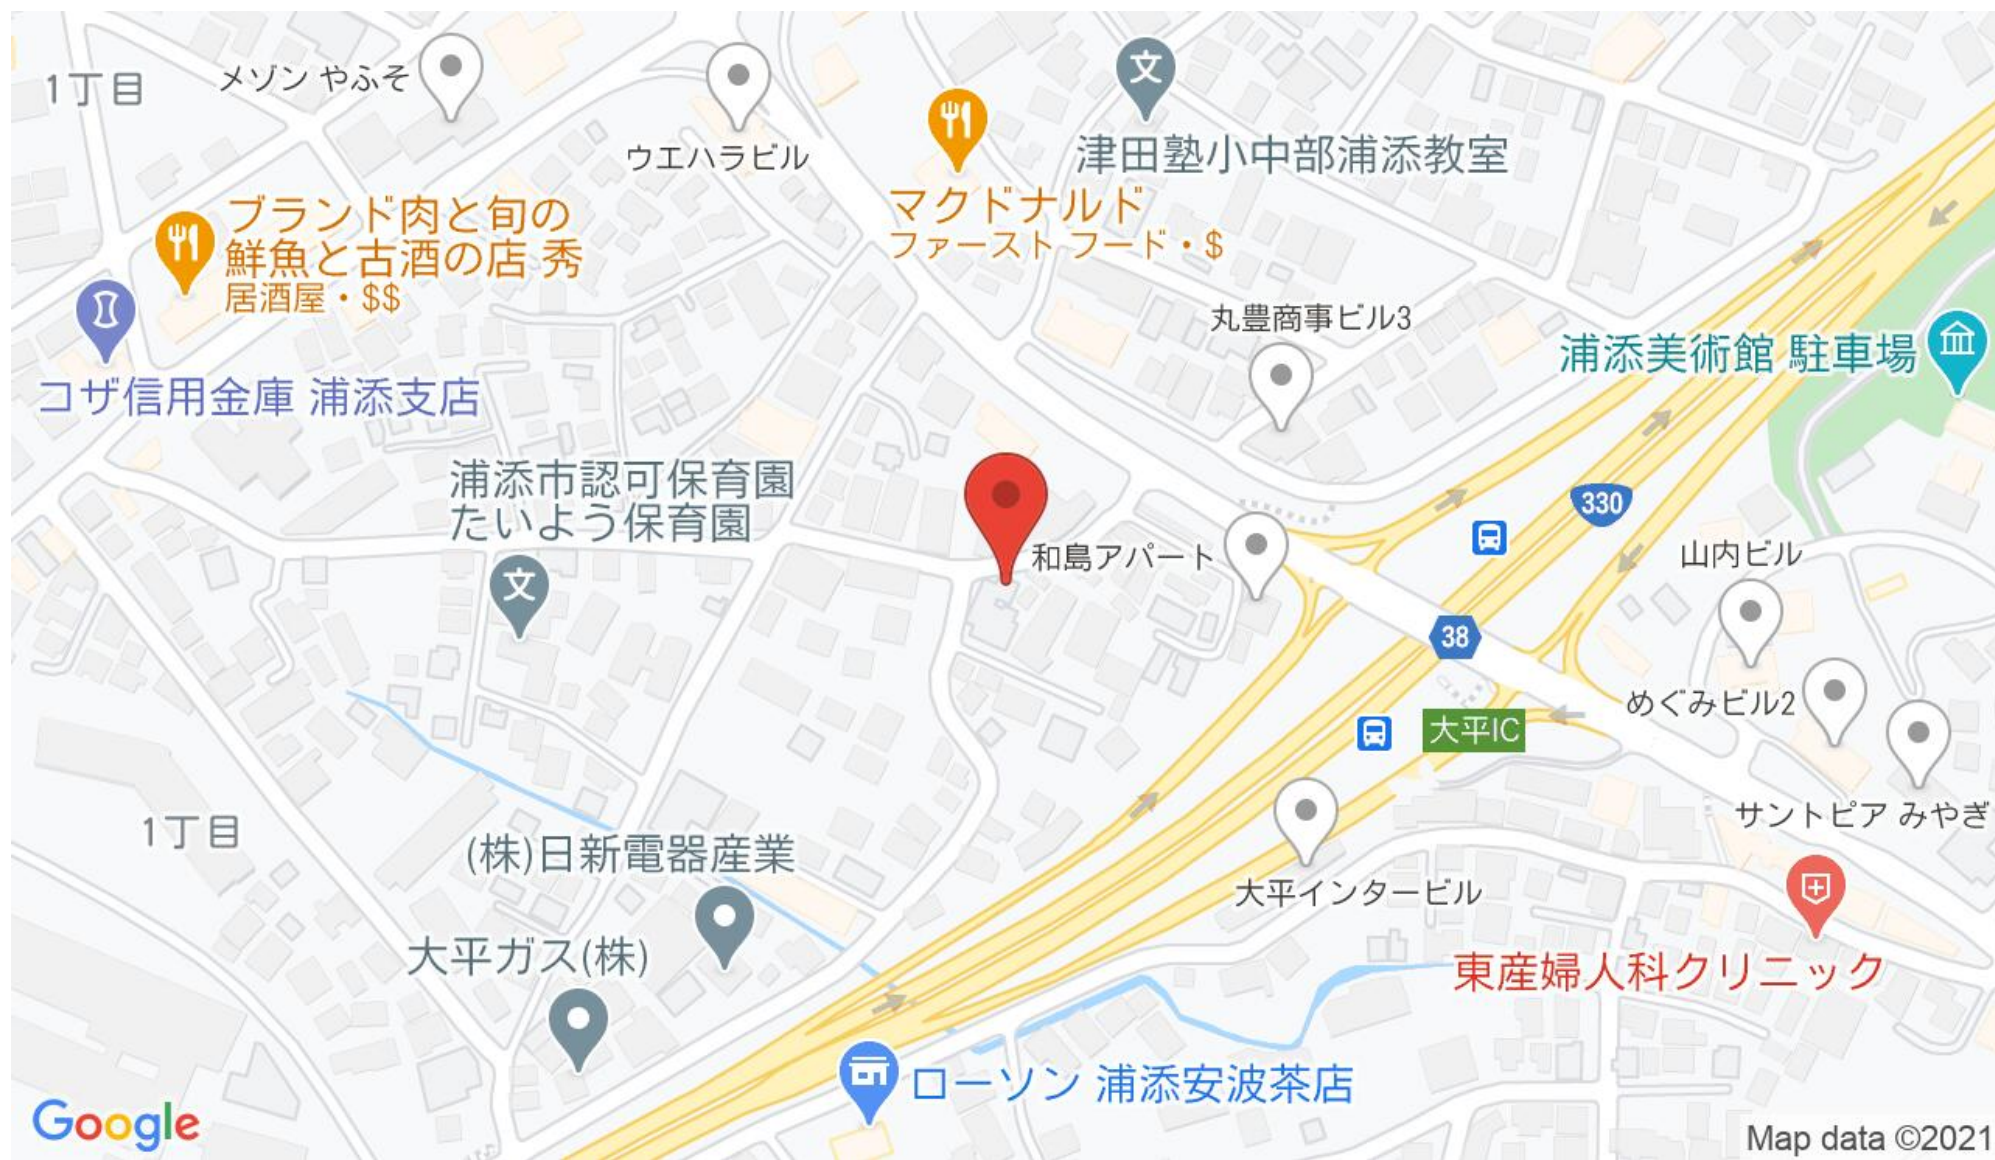 1丁目
メゾン やふそ
ウエハラビル
文
津田塾小中部浦添教室
マクドナルド
ファースト フード・$
ブランド肉と旬の
鮮魚と古酒の店 秀
居酒屋・$$
コザ信用金庫 浦添支店
丸豊商事ビル3
浦添美術館 駐車場
浦添市認可保育園
たいよう保育園
文
和島アパート
330
山内ビル
38
めぐみビル2
大平IC
サントピア みやぎ
1丁目
(株)日新電器産業
大平インタービル
大平ガス(株)
東産婦人科クリニック
ローソン 浦添安波茶店
Google
Map data ©2021